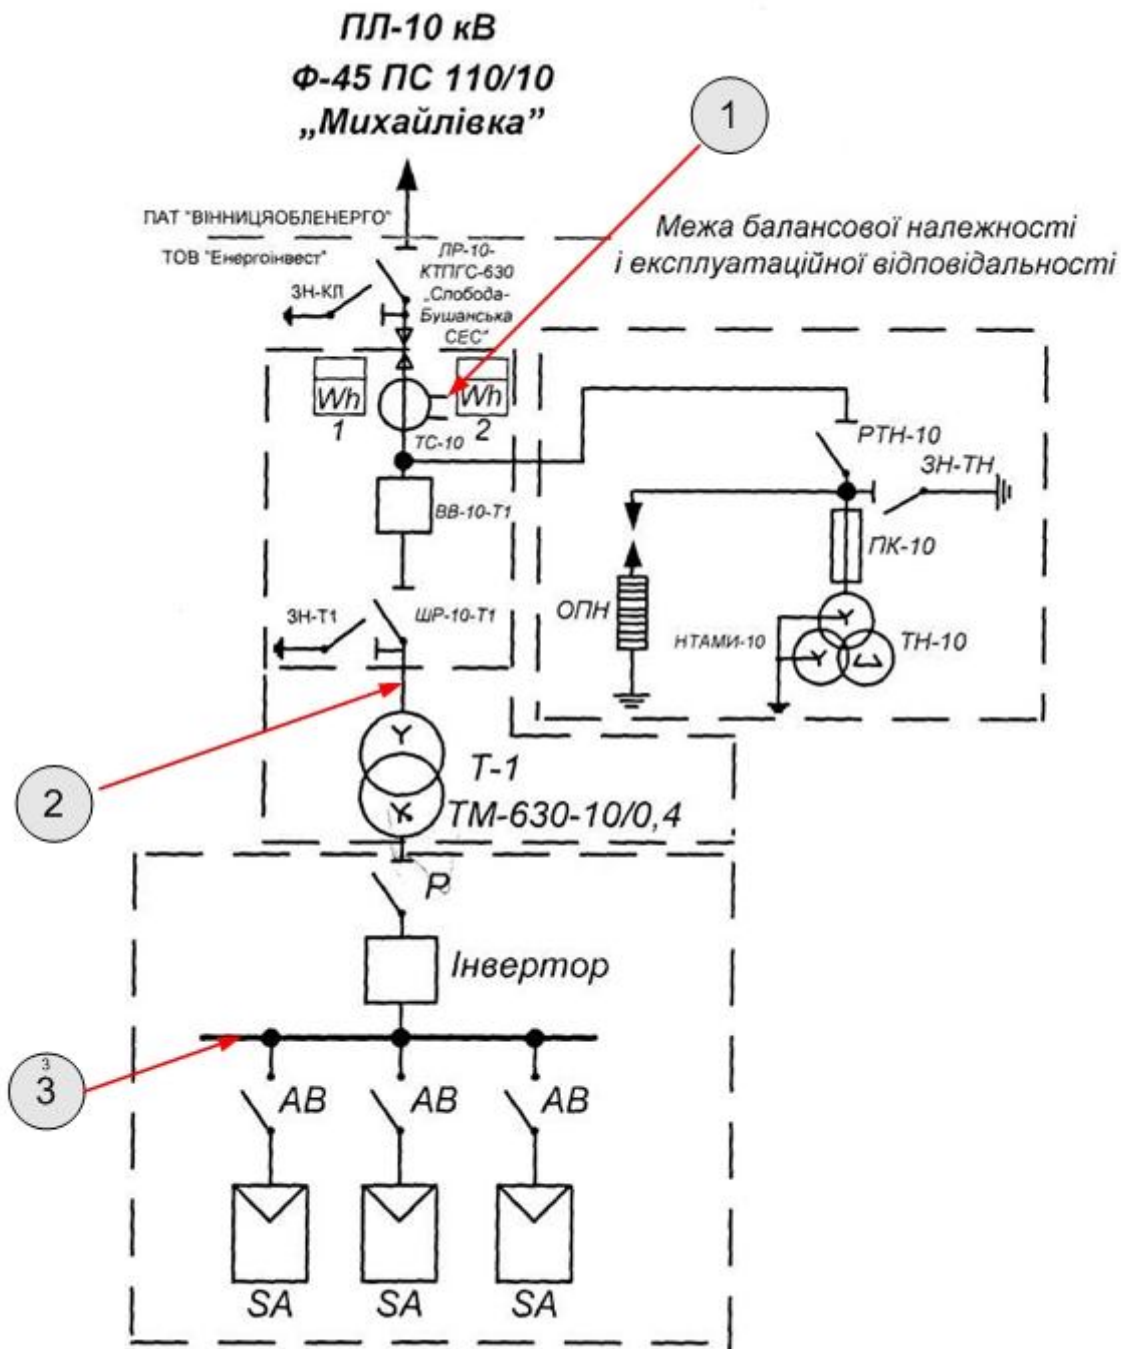 ПЛ-10 кВ
Ф-45 ПС 110/10
„Михайлівка”
1
ПАТ "ВІННИЦЯОБЛЕНЕРГО"
ТОВ "Енергоінвест"
Межа балансової належності
і експлуатаційної відповідальності
ЛР-10-
КТПГС-630
„Слобода-
Бушанська
СЕС"
ЗН-КЛ
Wh
1
Wh
2
ТС-10
РТН-10
ЗН-ТН
ВВ-10-Т1
ПК-10
ОПН
ЗН-Т1
ШР-10-Т1
НТАМИ-10
ТН-10
Y
Y
2
Y
Т-1
ТМ-630-10/0,4
Р
Інвертор
3
3
АВ
АВ
АВ
SA
SA
SA